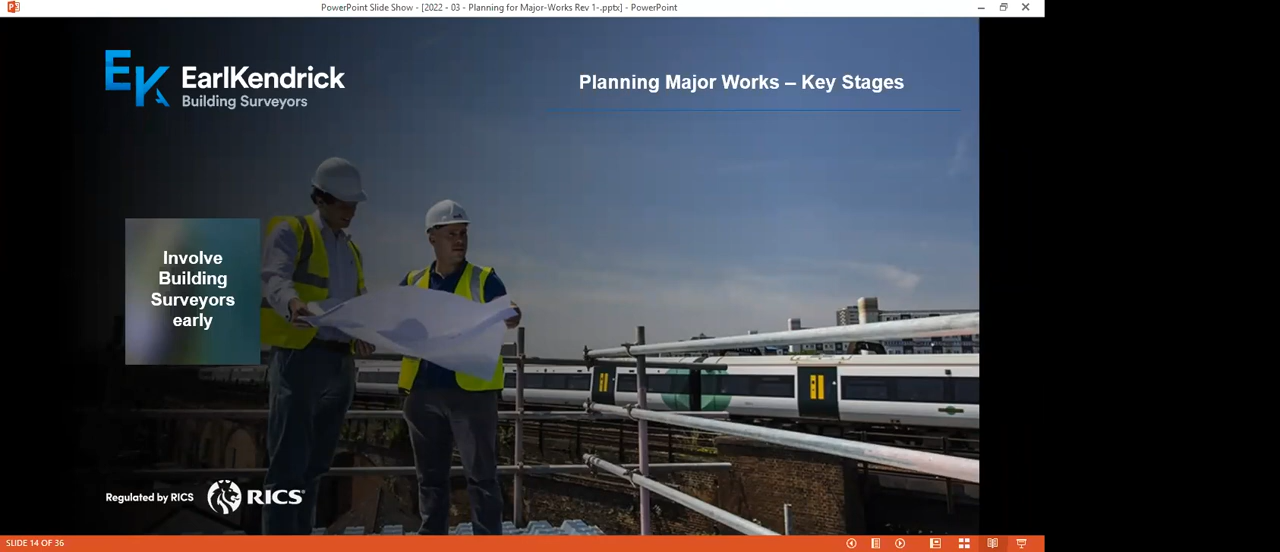 PowerPoint Slide Show - [2022 - 03 - Planning for Major-Works Rev 1-.pptx] - PowerPoint
EK EarlKendrick
Building Surveyors
Planning Major Works – Key Stages
Involve
Building
Surveyors
early
Regulated by RICS
RICS
SLIDE 14 OF 36